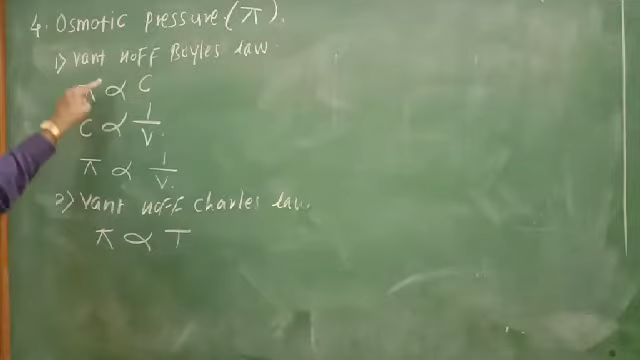 4. Osmotic pressure (π).
1) Vant hoff Boyles law.
π ∝ C
C ∝ 1/V.
π ∝ 1/V.
2) Vant hoff Charles law.
π ∝ T